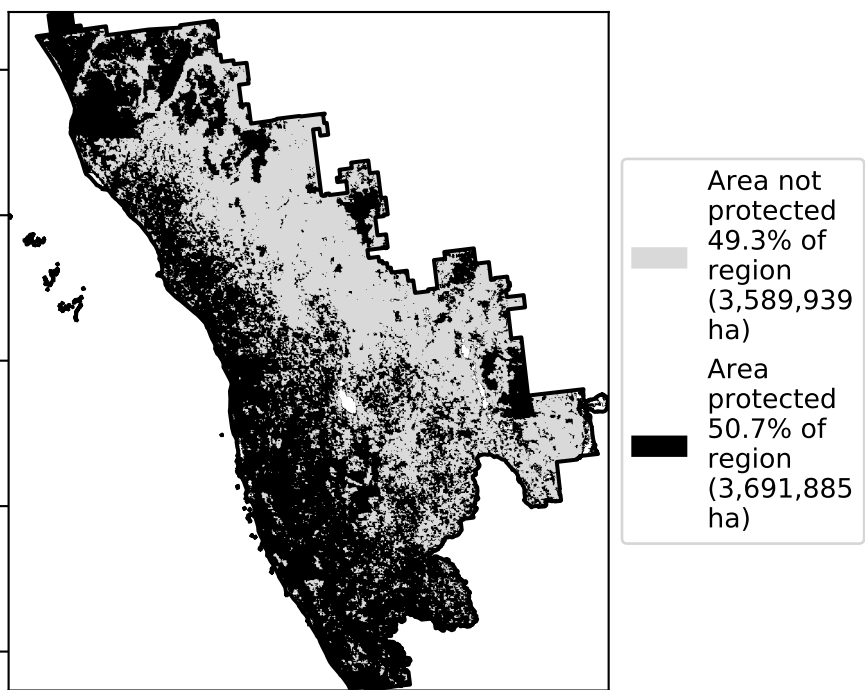 Area not
protected
49.3% of
region
(3,589,939
ha)
Area
protected
50.7% of
region
(3,691,885
ha)